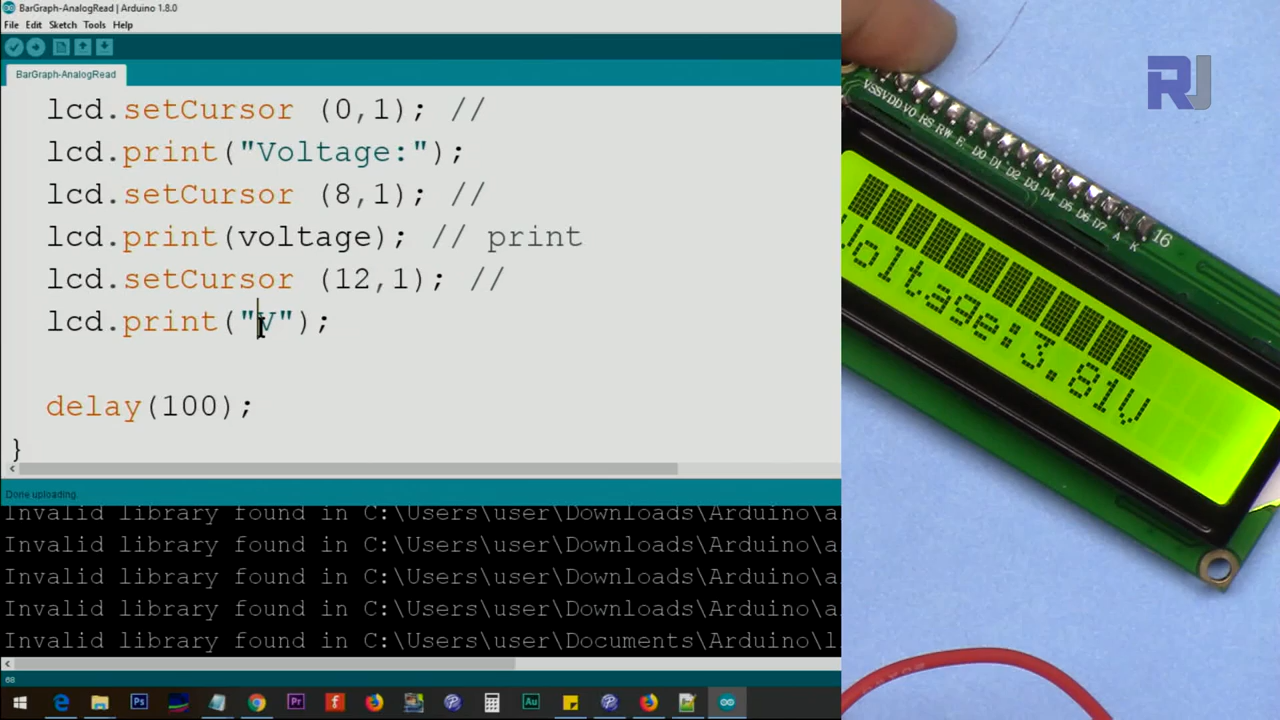 BarGraph-AnalogRead | Arduino 1.8.0
File Edit Sketch Tools Help
BarGraph-AnalogRead
lcd.setCursor (0,1); //
lcd.print("Voltage:");
lcd.setCursor (8,1); //
lcd.print(voltage); // print
lcd.setCursor (12,1); //
lcd.print("V");
delay(100);
}
Done uploading.
Invalid library found in C:\Users\user\Downloads\Arduino\a
Invalid library found in C:\Users\user\Downloads\Arduino\a
Invalid library found in C:\Users\user\Downloads\Arduino\a
Invalid library found in C:\Users\user\Downloads\Arduino\a
Invalid library found in C:\Users\user\Documents\Arduino\l
68
Ps
Pr
Au
RJ
VSS VDD V0 RS RW E D0 D1 D2 D3 D4 D5 D6 D7 A K
16
Voltage:3.81V